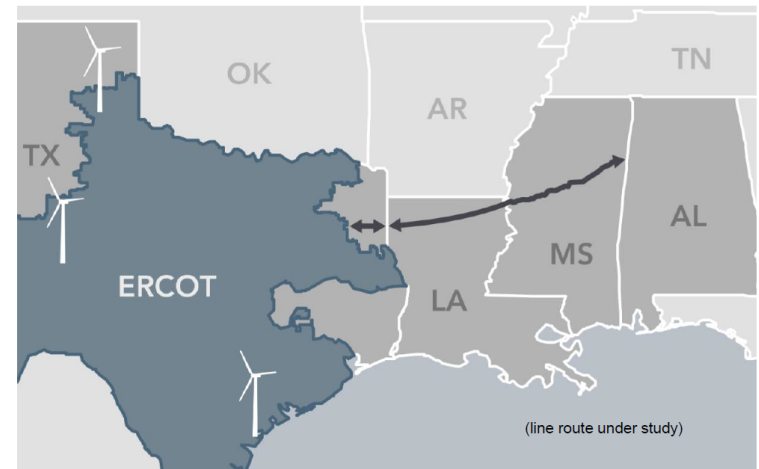 OK
TN
AR
TX
AL
MS
ERCOT
LA
(line route under study)